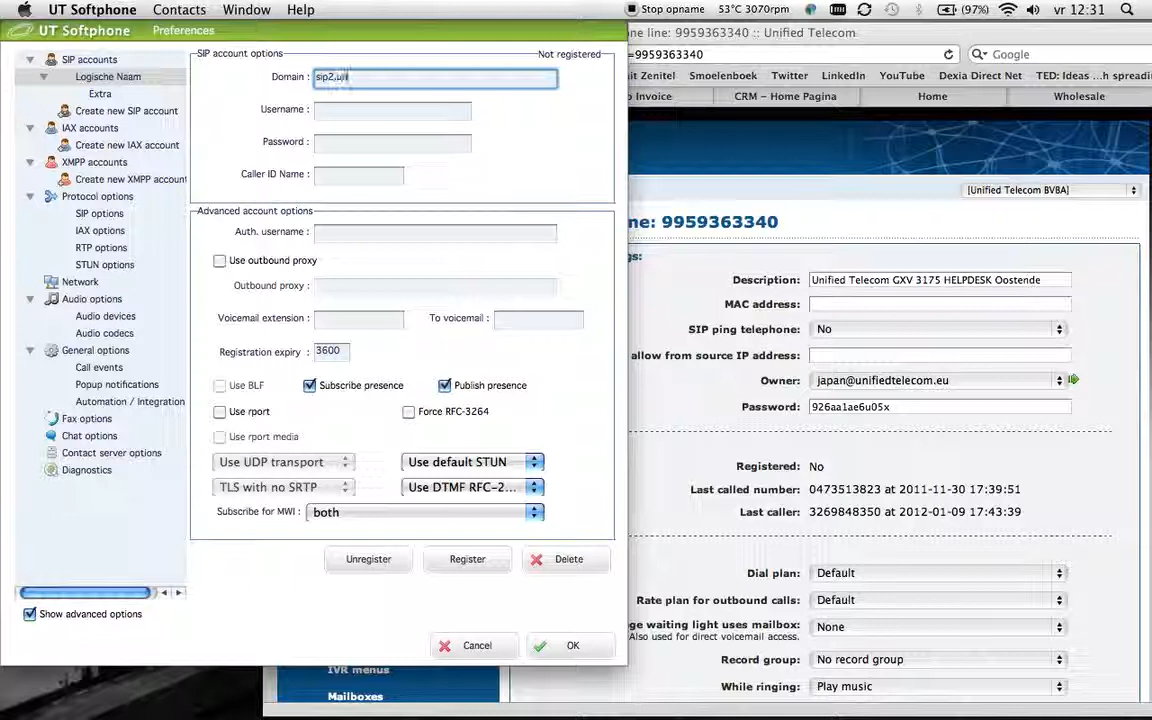 UT Softphone Contacts Window Help
Stop opname 53°C 3070rpm (97%) vr 12:31
UT Softphone Preferences
ne line: 9959363340 :: Unified Telecom
SIP accounts
Logische Naam
Extra
Create new SIP account
IAX accounts
Create new IAX account
XMPP accounts
Create new XMPP account
Protocol options
SIP options
IAX options
RTP options
STUN options
Network
Audio options
Audio devices
Audio codecs
General options
Call events
Popup notifications
Automation / Integration
Fax options
Chat options
Contact server options
Diagnostics
Show advanced options
SIP account options Not registered
Domain :
Username :
Password :
Caller ID Name :
Advanced account options
Auth. username :
Use outbound proxy
Outbound proxy :
Voicemail extension : To voicemail :
Registration expiry : 3600
Use BLF Subscribe presence Publish presence
Use rport Force RFC-3264
Use rport media
Use UDP transport Use default STUN
TLS with no SRTP Use DTMF RFC-2...
Subscribe for MWI : both
Unregister Register Delete
Cancel OK
=9959363340 Google
it Zenitel Smoelenboek Twitter LinkedIn YouTube Dexia Direct Net TED: Ideas ...h spreading
o Invoice CRM – Home Pagina Home Wholesale
[Unified Telecom BVBA]
ne: 9959363340
gs:
Description: Unified Telecom GXV 3175 HELPDESK Oostende
MAC address:
SIP ping telephone: No
allow from source IP address:
Owner: japan@unifiedtelecom.eu
Password: 926aa1ae6u05x
Registered: No
Last called number: 0473513823 at 2011-11-30 17:39:51
Last caller: 3269848350 at 2012-01-09 17:43:39
Dial plan: Default
Rate plan for outbound calls: Default
ge waiting light uses mailbox: None
Also used for direct voicemail access.
Record group: No record group
While ringing: Play music
IVR menus
Mailboxes